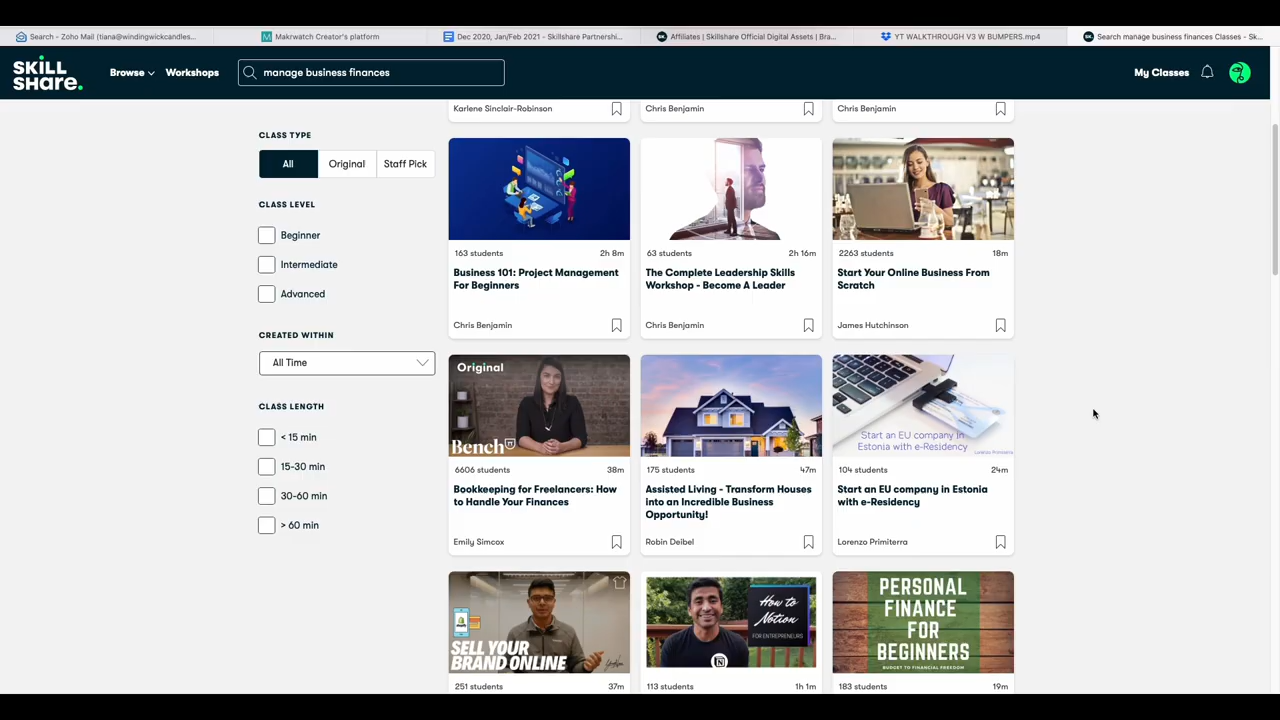 Search - Zoho Mail (tiana@windingwickcandles...
Makrwatch Creator's platform
Dec 2020, Jan/Feb 2021 - Skillshare Partnershi...
Affiliates | Skillshare Official Digital Assets | Bra...
YT WALKTHROUGH V3 W BUMPERS.mp4
Search manage business finances Classes - Sk...
SKILL
SHARE.
Browse
Workshops
manage business finances
My Classes
Karlene Sinclair-Robinson
Chris Benjamin
Chris Benjamin
CLASS TYPE
All
Original
Staff Pick
CLASS LEVEL
Beginner
Intermediate
Advanced
CREATED WITHIN
All Time
CLASS LENGTH
< 15 min
15-30 min
30-60 min
> 60 min
163 students
2h 8m
Business 101: Project Management
For Beginners
Chris Benjamin
63 students
2h 16m
The Complete Leadership Skills
Workshop - Become A Leader
Chris Benjamin
2263 students
18m
Start Your Online Business From
Scratch
James Hutchinson
Original
Bench
6606 students
38m
Bookkeeping for Freelancers: How
to Handle Your Finances
Emily Simcox
175 students
47m
Assisted Living - Transform Houses
into an Incredible Business
Opportunity!
Robin Deibel
Start an EU company in
Estonia with e-Residency
Lorenzo Primiterra
104 students
24m
Start an EU company in Estonia
with e-Residency
Lorenzo Primiterra
SELL YOUR
BRAND ONLINE
251 students
37m
How to
Notion
FOR ENTREPRENEURS
113 students
1h 1m
PERSONAL
FINANCE
FOR
BEGINNERS
BUDGET TO FINANCIAL FREEDOM
183 students
19m